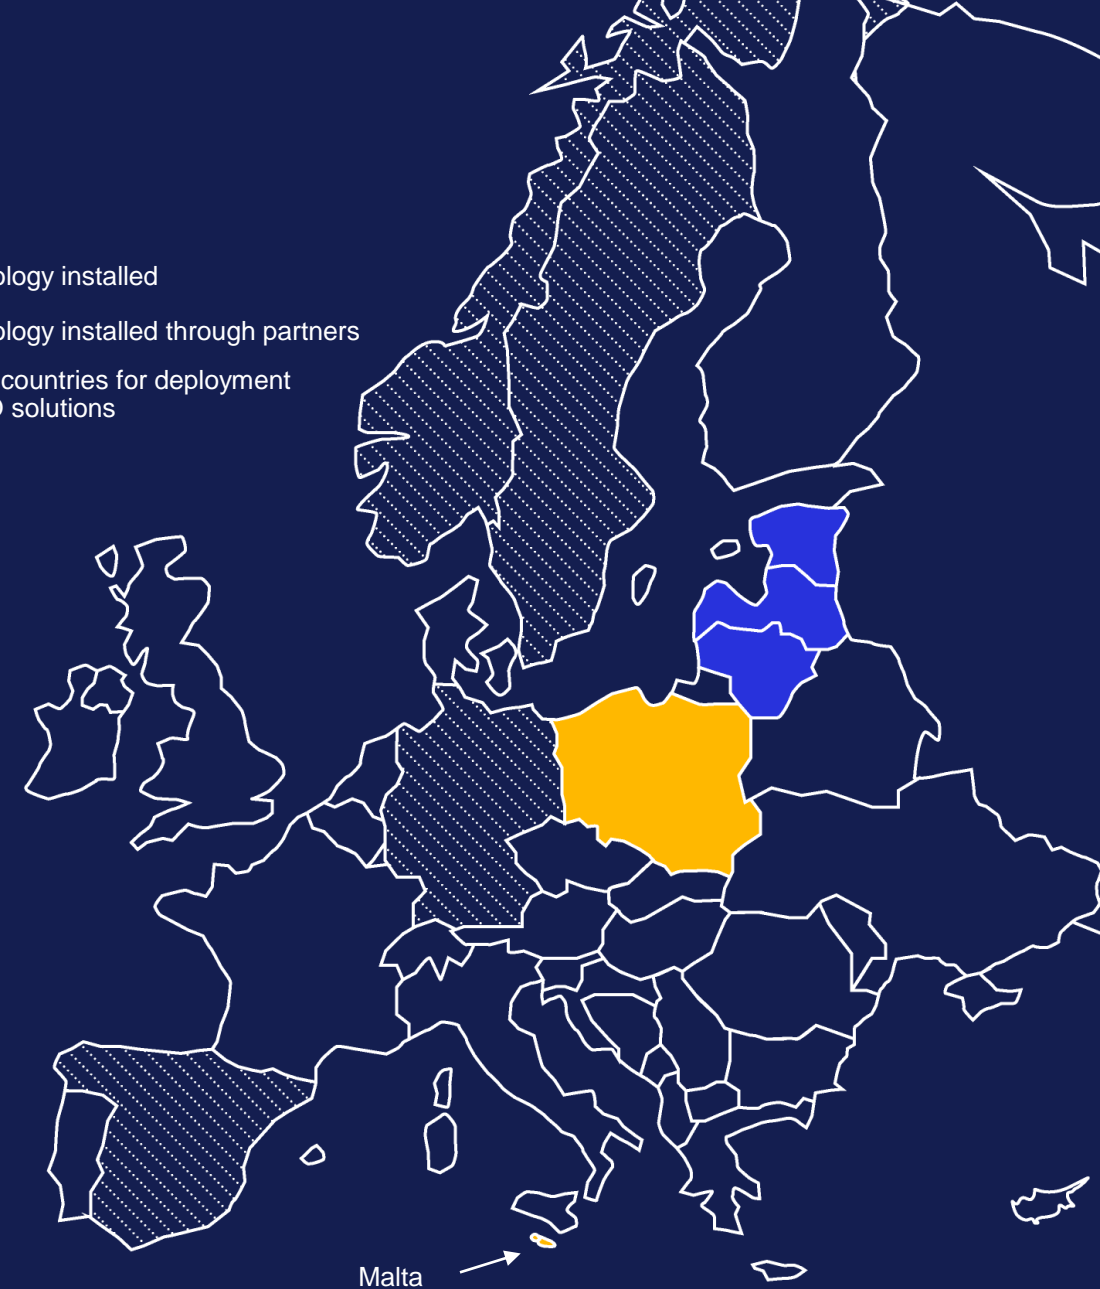 ology installed
ology installed through partners
countries for deployment
solutions
Malta